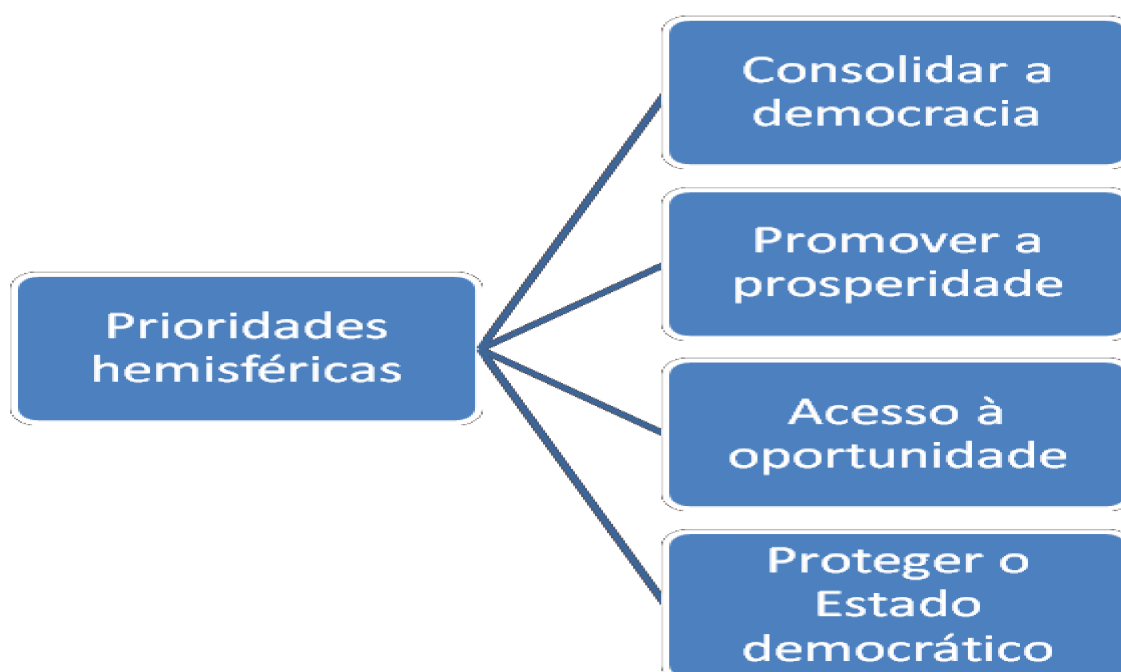 Prioridades
hemisféricas
Consolidar a
democracia
Promover a
prosperidade
Acesso à
oportunidade
Proteger o
Estado
democrático